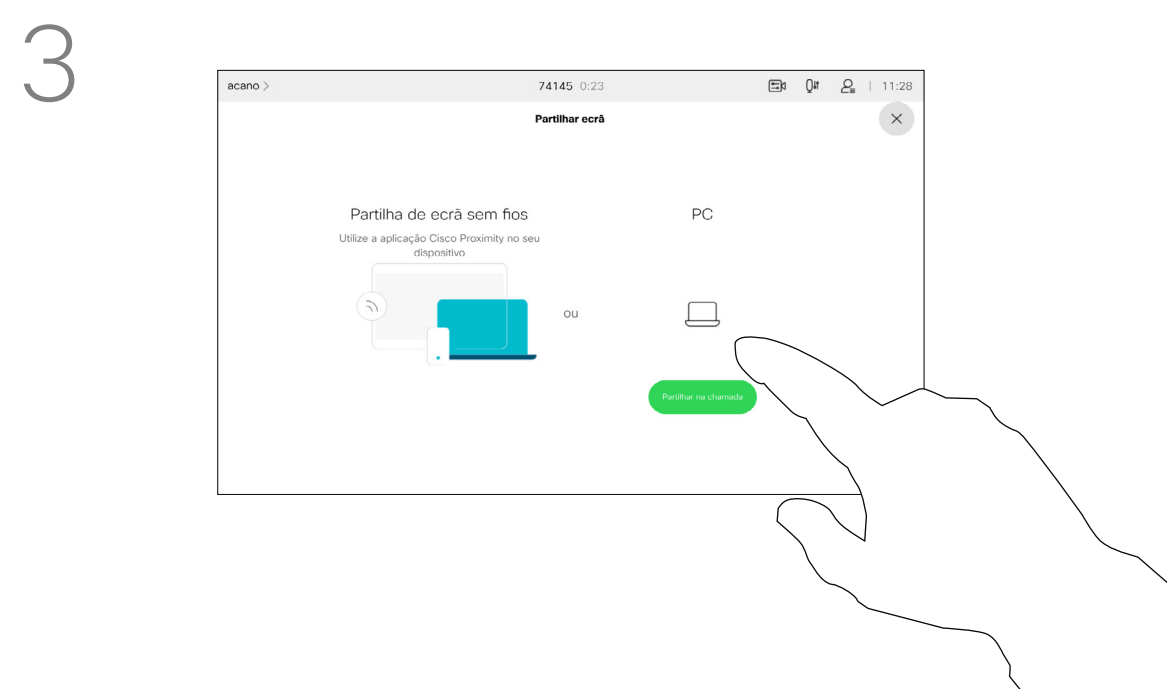 3
acano >
74145 0:23
11:28
Partilhar ecrã
Partilha de ecrã sem fios
PC
Utilize a aplicação Cisco Proximity no seu
dispositivo
ou
Partilhar na chamada